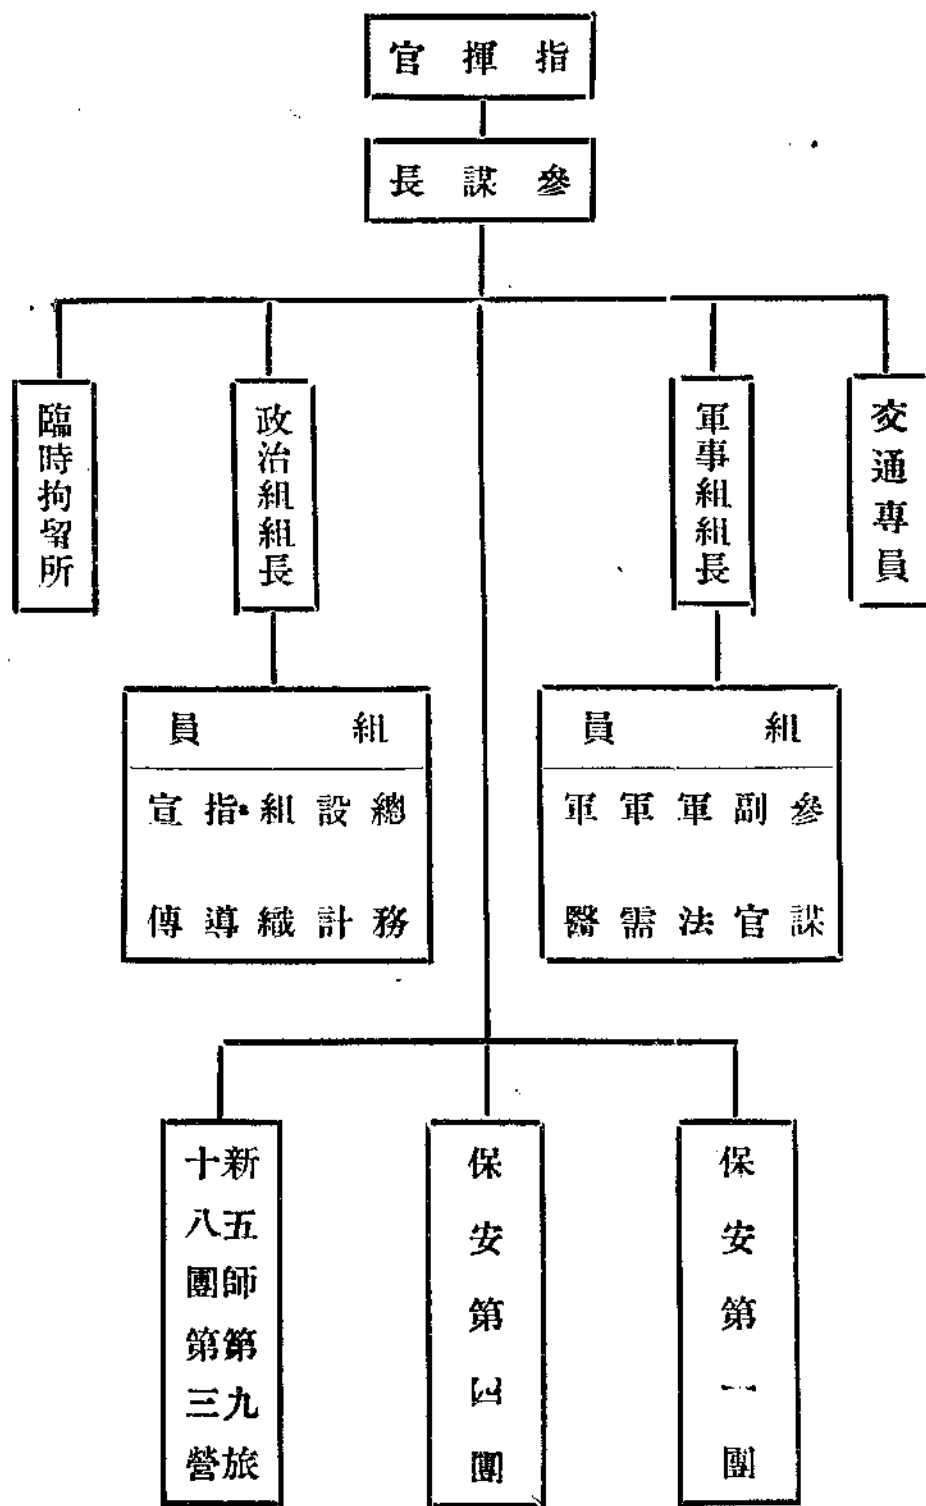 指揮官
參謀長
交通專員
軍事組組長
政治組組長
臨時拘留所
組員
參謀
副官
軍法
軍需
軍醫
組員
總務
設計
組織
指導
宣傳
保安第一團
保安第四團
新五師第九旅
十八團第三營